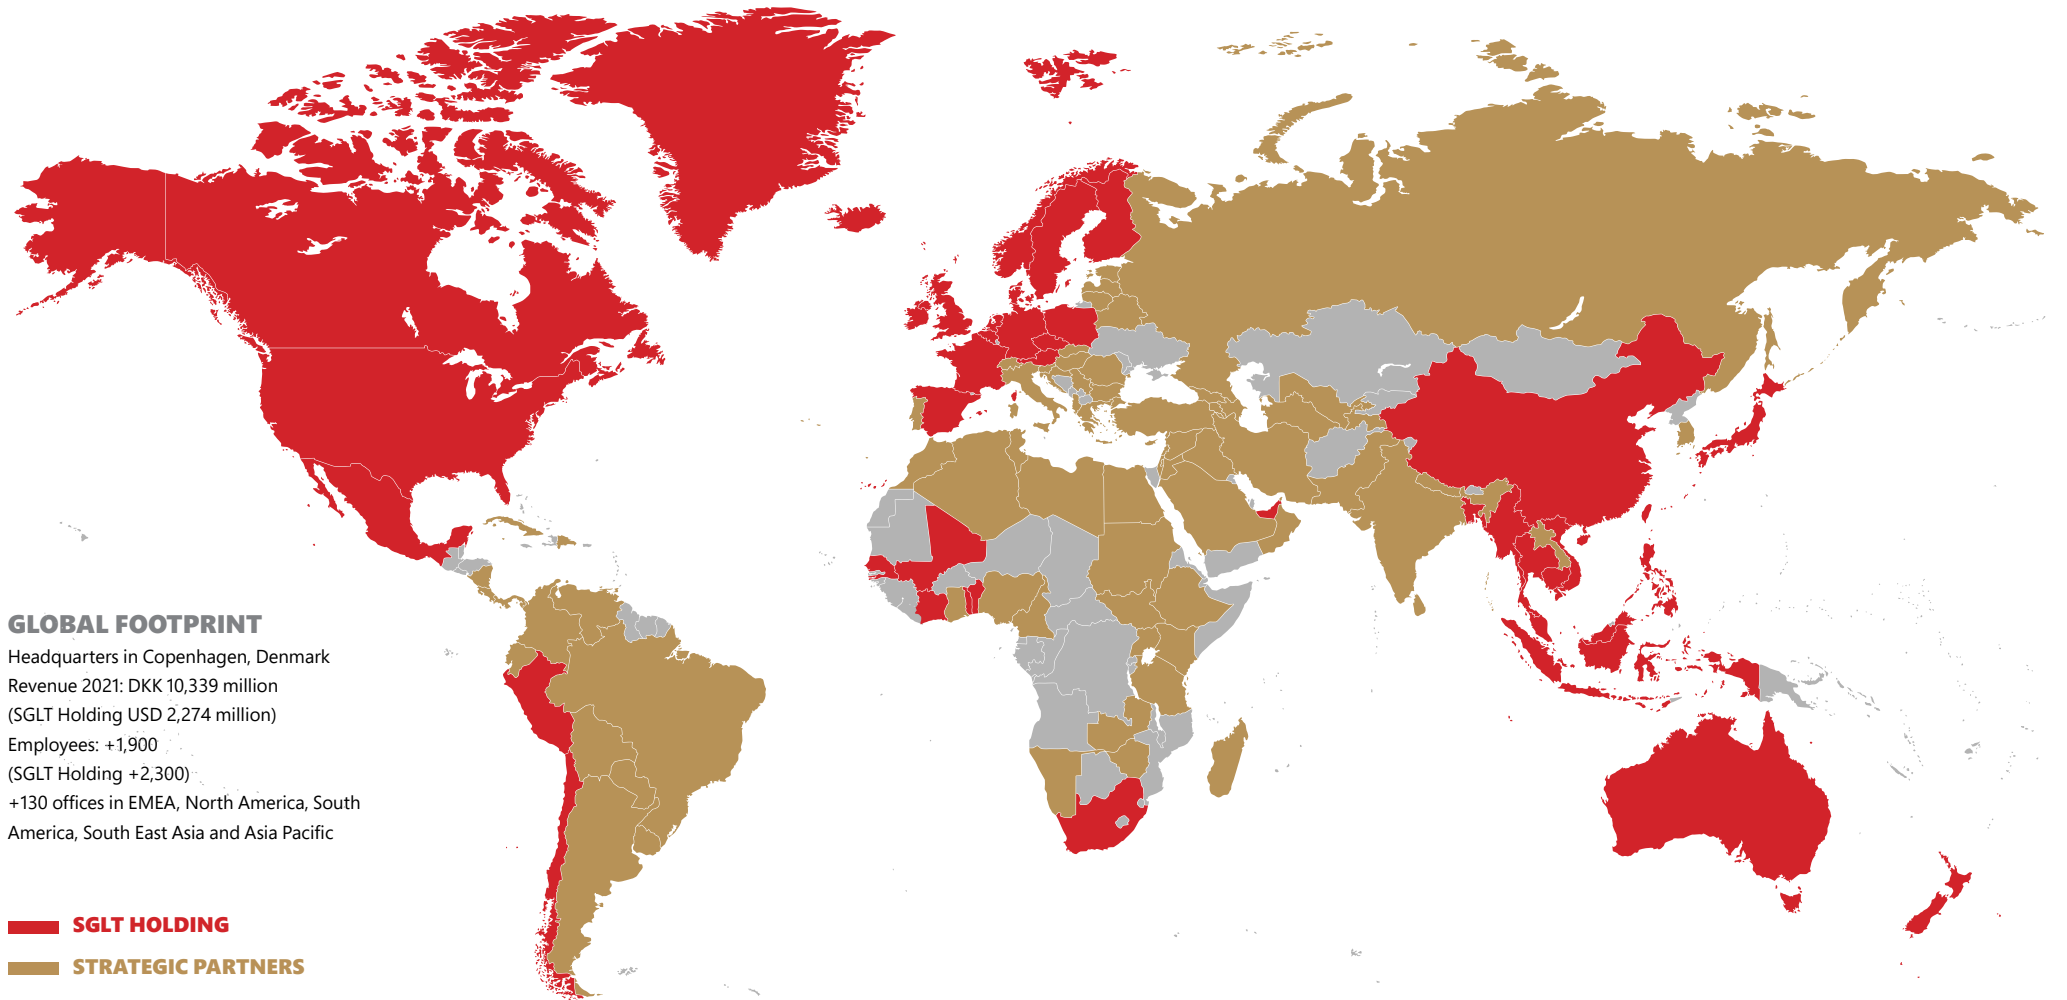 GLOBAL FOOTPRINT
Headquarters in Copenhagen, Denmark
Revenue 2021: DKK 10,339 million
(SGLT Holding USD 2,274 million)
Employees: +1,900
(SGLT Holding +2,300)
+130 offices in EMEA, North America, South
America, South East Asia and Asia Pacific
SGLT HOLDING
STRATEGIC PARTNERS